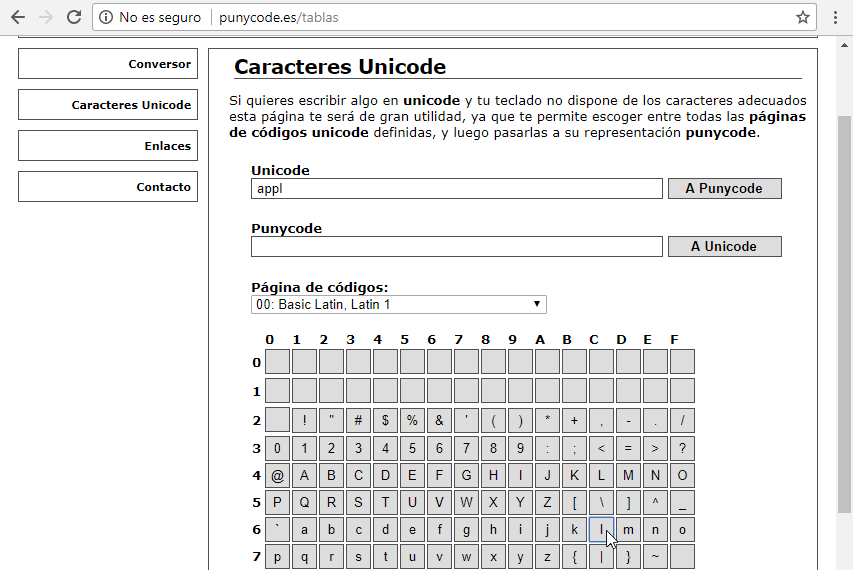 No es seguro punycode.es/tablas
Conversor
Caracteres Unicode
Enlaces
Contacto
Caracteres Unicode
Si quieres escribir algo en unicode y tu teclado no dispone de los caracteres adecuados
esta página te será de gran utilidad, ya que te permite escoger entre todas las páginas
de códigos unicode definidas, y luego pasarlas a su representación punycode.
Unicode
appl A Punycode
Punycode
A Unicode
Página de códigos:
00: Basic Latin, Latin 1
0 1 2 3 4 5 6 7 8 9 A B C D E F
0
1
2 ! " # $ % & ' ( ) * + , - . /
3 0 1 2 3 4 5 6 7 8 9 : ; < = > ?
4 @ A B C D E F G H I J K L M N O
5 P Q R S T U V W X Y Z [ \ ] ^ _
6 ` a b c d e f g h i j k l m n o
7 p q r s t u v w x y z { | } ~